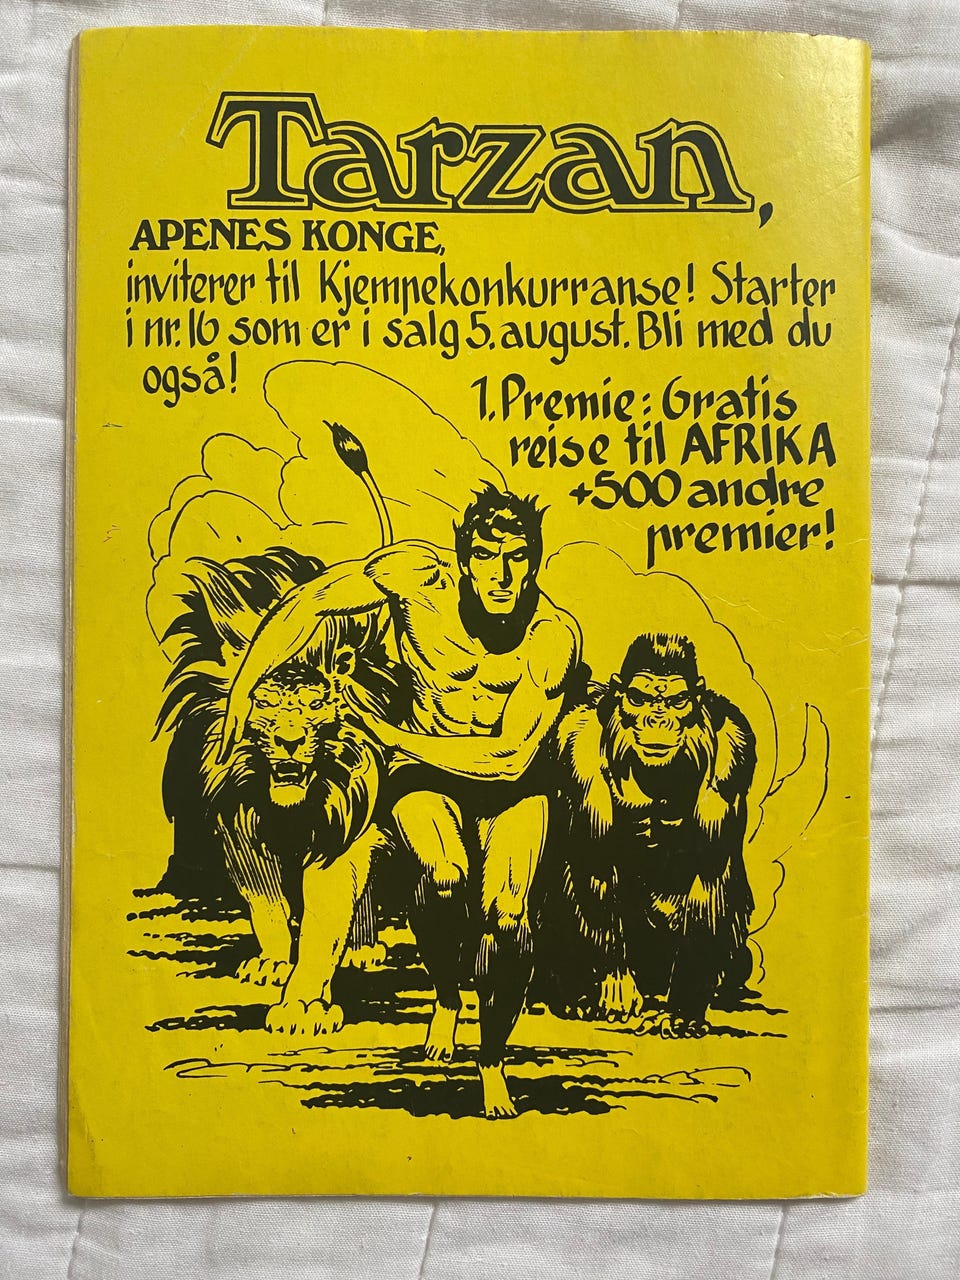 Tarzan,
APENES KONGE,
inviterer til Kjempekonkurranse! Starter
i nr. 16 som er i salg 5. august. Bli med du
også!
1. Premie: Gratis
reise til AFRIKA
+500 andre
premier!